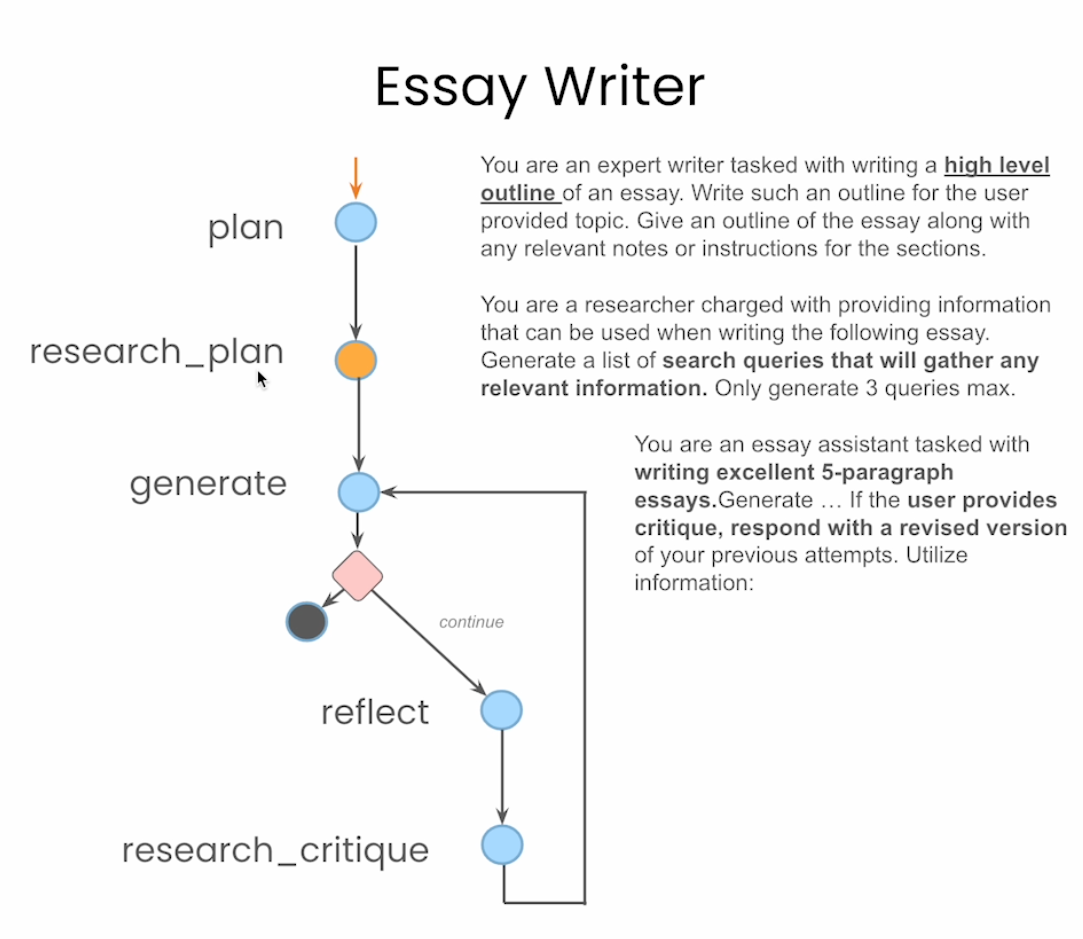 Essay Writer
You are an expert writer tasked with writing a high level
outline of an essay. Write such an outline for the user
provided topic. Give an outline of the essay along with
any relevant notes or instructions for the sections.
plan
You are a researcher charged with providing information
that can be used when writing the following essay.
Generate a list of search queries that will gather any
relevant information. Only generate 3 queries max.
research_plan
You are an essay assistant tasked with
writing excellent 5-paragraph
essays.Generate … If the user provides
critique, respond with a revised version
of your previous attempts. Utilize
information:
generate
continue
reflect
research_critique